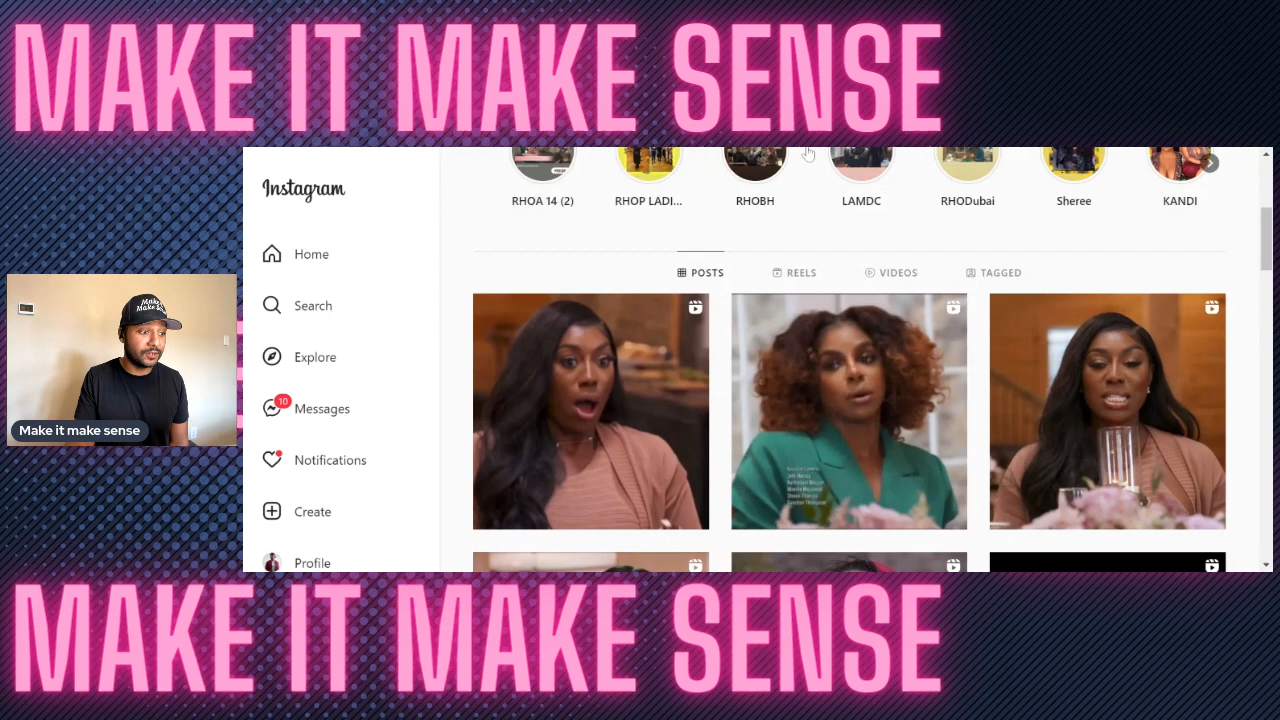 MAKE IT MAKE SENSE
Instagram
RHOA 14 (2)
RHOP LADI...
RHOBH
LAMDC
RHODubai
Sheree
KANDI
Home
Search
Explore
10
Messages
Notifications
Create
Profile
POSTS
REELS
VIDEOS
TAGGED
Make it make sense
MAKE IT MAKE SENSE